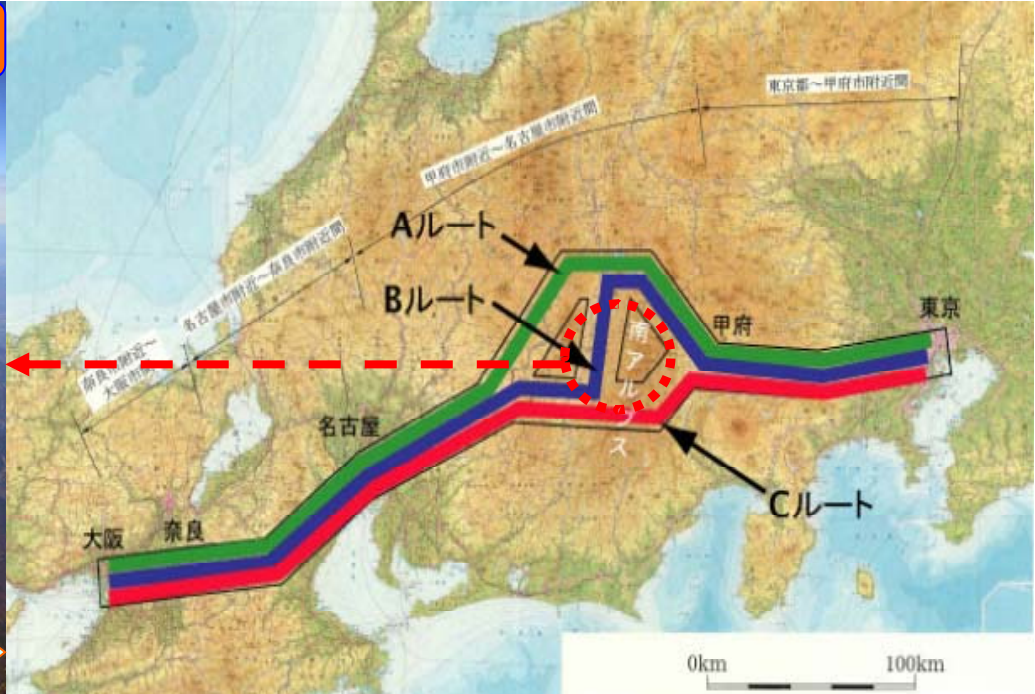 東京都～甲府市附近間
甲府市附近～名古屋市附近間
名古屋市附近～奈良市附近間
奈良市附近～
大阪市附近間
Aルート
Bルート
南アルプス
甲府
東京
名古屋
Cルート
奈良
大阪
0km
100km